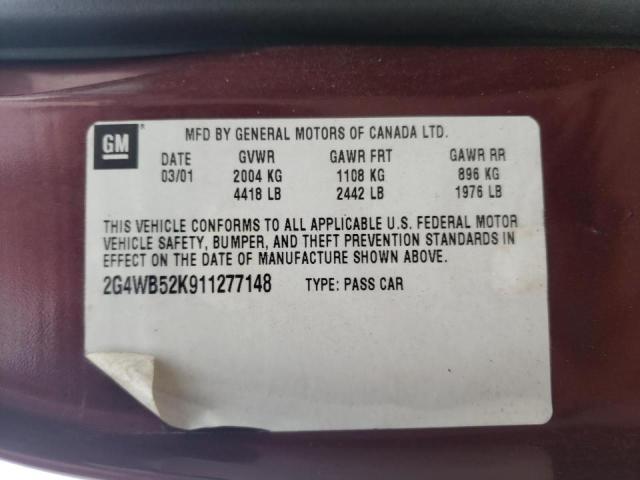 GM
MFD BY GENERAL MOTORS OF CANADA LTD.
DATE GVWR GAWR FRT GAWR RR
03/01 2004 KG 1108 KG 896 KG
4418 LB 2442 LB 1976 LB
THIS VEHICLE CONFORMS TO ALL APPLICABLE U.S. FEDERAL MOTOR
VEHICLE SAFETY, BUMPER, AND THEFT PREVENTION STANDARDS IN
EFFECT ON THE DATE OF MANUFACTURE SHOWN ABOVE.
2G4WB52K911277148 TYPE: PASS CAR